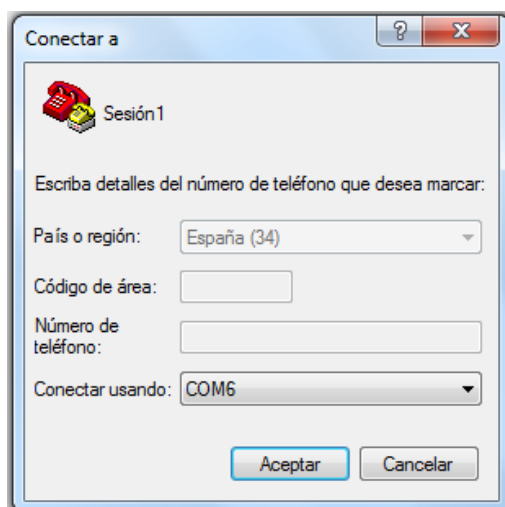 Conectar a
?
X
Sesión1
Escriba detalles del número de teléfono que desea marcar:
País o región:
España (34)
Código de área:
Número de
teléfono:
Conectar usando:
COM6
Aceptar
Cancelar